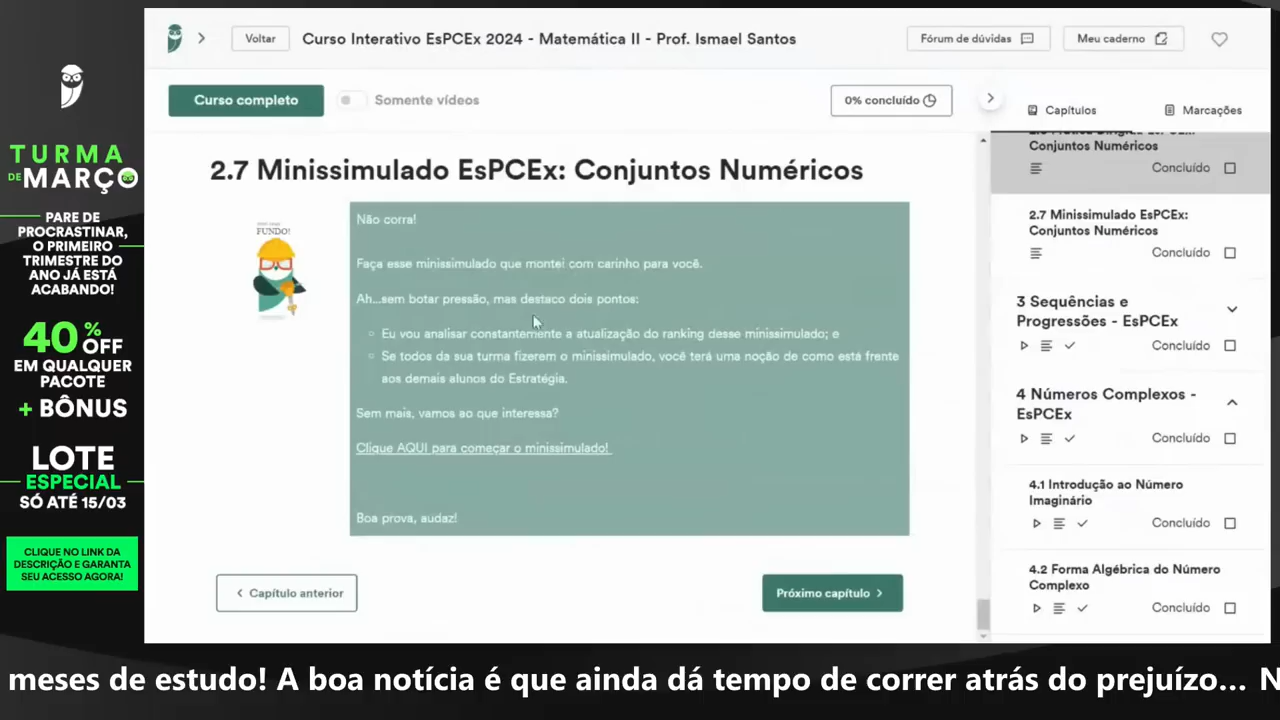 TURMA
DE MARÇO
PARE DE
PROCRASTINAR,
O PRIMEIRO
TRIMESTRE DO
ANO JÁ ESTÁ
ACABANDO!
40% OFF
EM QUALQUER
PACOTE
+ BÔNUS
LOTE
ESPECIAL
SÓ ATÉ 15/03
CLIQUE NO LINK DA
DESCRIÇÃO E GARANTA
SEU ACESSO AGORA!
Voltar
Curso Interativo EsPCEx 2024 - Matemática II - Prof. Ismael Santos
Fórum de dúvidas
Meu caderno
Curso completo
Somente vídeos
0% concluído
Capítulos
Marcações
2.7 Minissimulado EsPCEx: Conjuntos Numéricos
FUNDO!
Não corra!
Faça esse minissimulado que montei com carinho para você.
Ah...sem botar pressão, mas destaco dois pontos:
Eu vou analisar constantemente a atualização do ranking desse minissimulado; e
Se todos da sua turma fizerem o minissimulado, você terá uma noção de como está frente
aos demais alunos do Estratégia.
Sem mais, vamos ao que interessa?
Clique AQUI para começar o minissimulado!
Boa prova, audaz!
Capítulo anterior
Próximo capítulo
Conjuntos Numéricos
Concluído
2.7 Minissimulado EsPCEx:
Conjuntos Numéricos
Concluído
3 Sequências e
Progressões - EsPCEx
Concluído
4 Números Complexos -
EsPCEx
Concluído
4.1 Introdução ao Número
Imaginário
Concluído
4.2 Forma Algébrica do Número
Complexo
Concluído
meses de estudo! A boa notícia é que ainda dá tempo de correr atrás do prejuízo... N